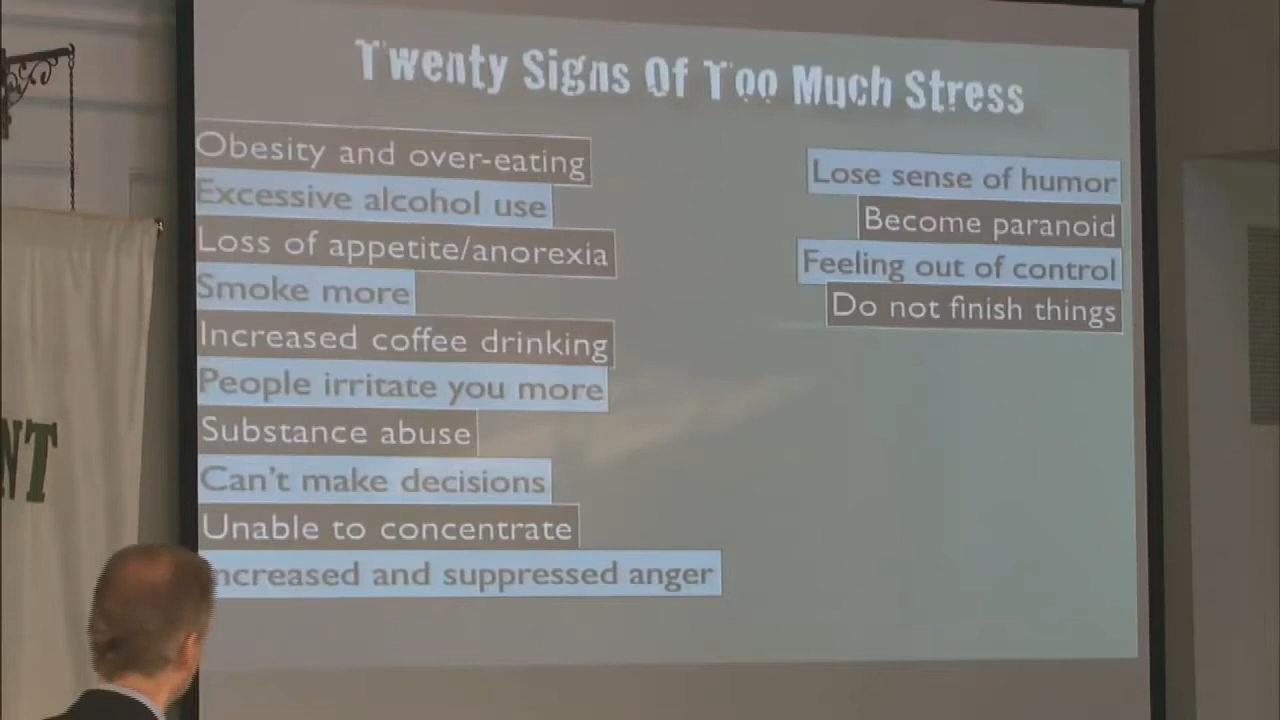 Twenty Signs Of Too Much Stress
Obesity and over-eating
Excessive alcohol use
Loss of appetite/anorexia
Smoke more
Increased coffee drinking
People irritate you more
Substance abuse
Can't make decisions
Unable to concentrate
ncreased and suppressed anger
Lose sense of humor
Become paranoid
Feeling out of control
Do not finish things
NT